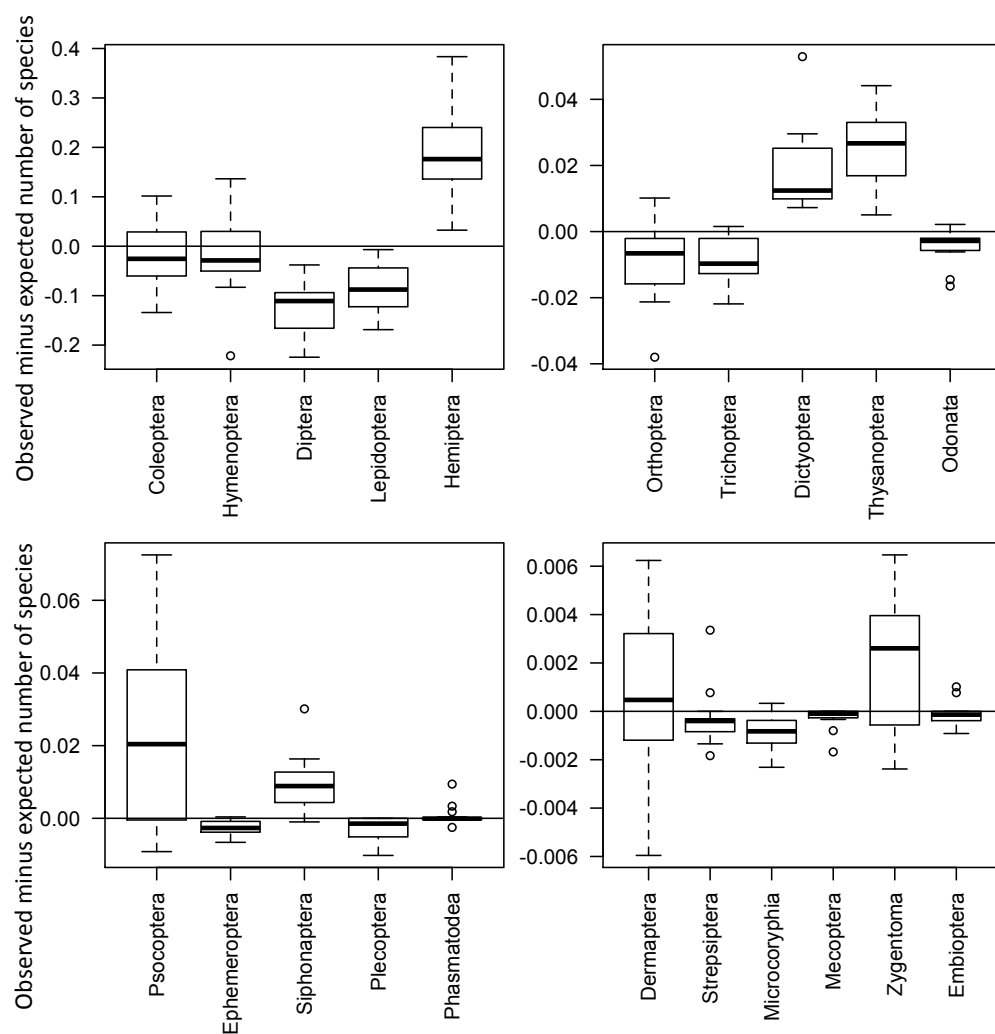 Observed minus expected number of species
0.4
0.3
0.2
0.1
0.0
-0.1
-0.2
Coleoptera
Hymenoptera
Diptera
Lepidoptera
Hemiptera
0.04
0.02
0.00
-0.02
-0.04
Orthoptera
Trichoptera
Dictyoptera
Thysanoptera
Odonata
Observed minus expected number of species
0.06
0.04
0.02
0.00
Psocoptera
Ephemeroptera
Siphonaptera
Plecoptera
Phasmatodea
0.006
0.004
0.002
0.000
-0.002
-0.004
-0.006
Dermaptera
Strepsiptera
Microcoryphia
Mecoptera
Zygentoma
Embioptera